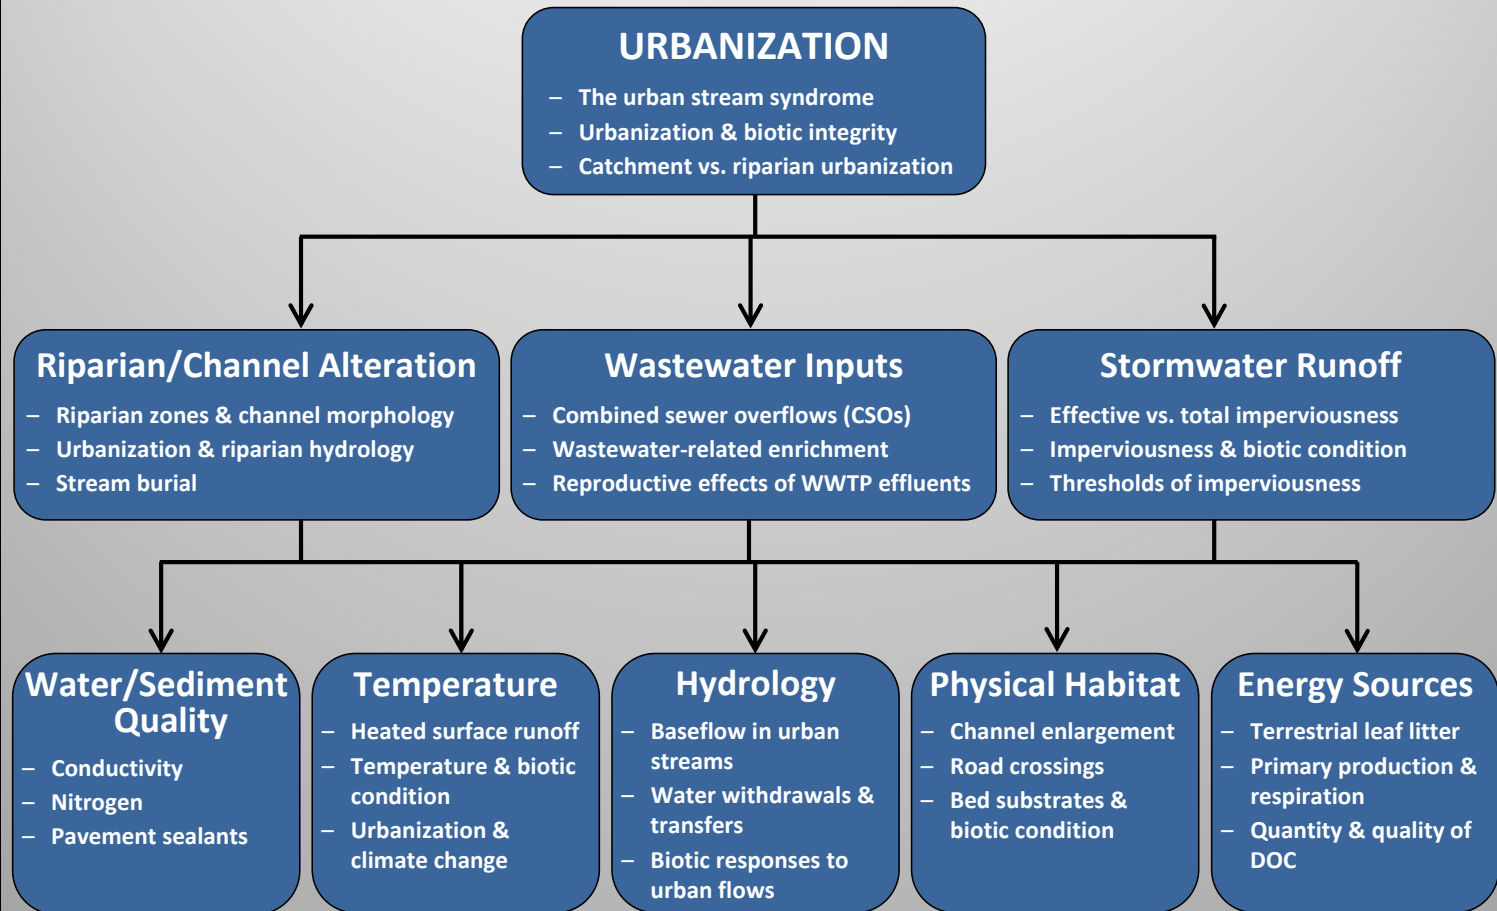 URBANIZATION
– The urban stream syndrome
– Urbanization & biotic integrity
– Catchment vs. riparian urbanization
Riparian/Channel Alteration
– Riparian zones & channel morphology
– Urbanization & riparian hydrology
– Stream burial
Wastewater Inputs
– Combined sewer overflows (CSOs)
– Wastewater-related enrichment
– Reproductive effects of WWTP effluents
Stormwater Runoff
– Effective vs. total imperviousness
– Imperviousness & biotic condition
– Thresholds of imperviousness
Water/Sediment
Quality
– Conductivity
– Nitrogen
– Pavement sealants
Temperature
– Heated surface runoff
– Temperature & biotic
condition
– Urbanization &
climate change
Hydrology
– Baseflow in urban
streams
– Water withdrawals &
transfers
– Biotic responses to
urban flows
Physical Habitat
– Channel enlargement
– Road crossings
– Bed substrates &
biotic condition
Energy Sources
– Terrestrial leaf litter
– Primary production &
respiration
– Quantity & quality of
DOC